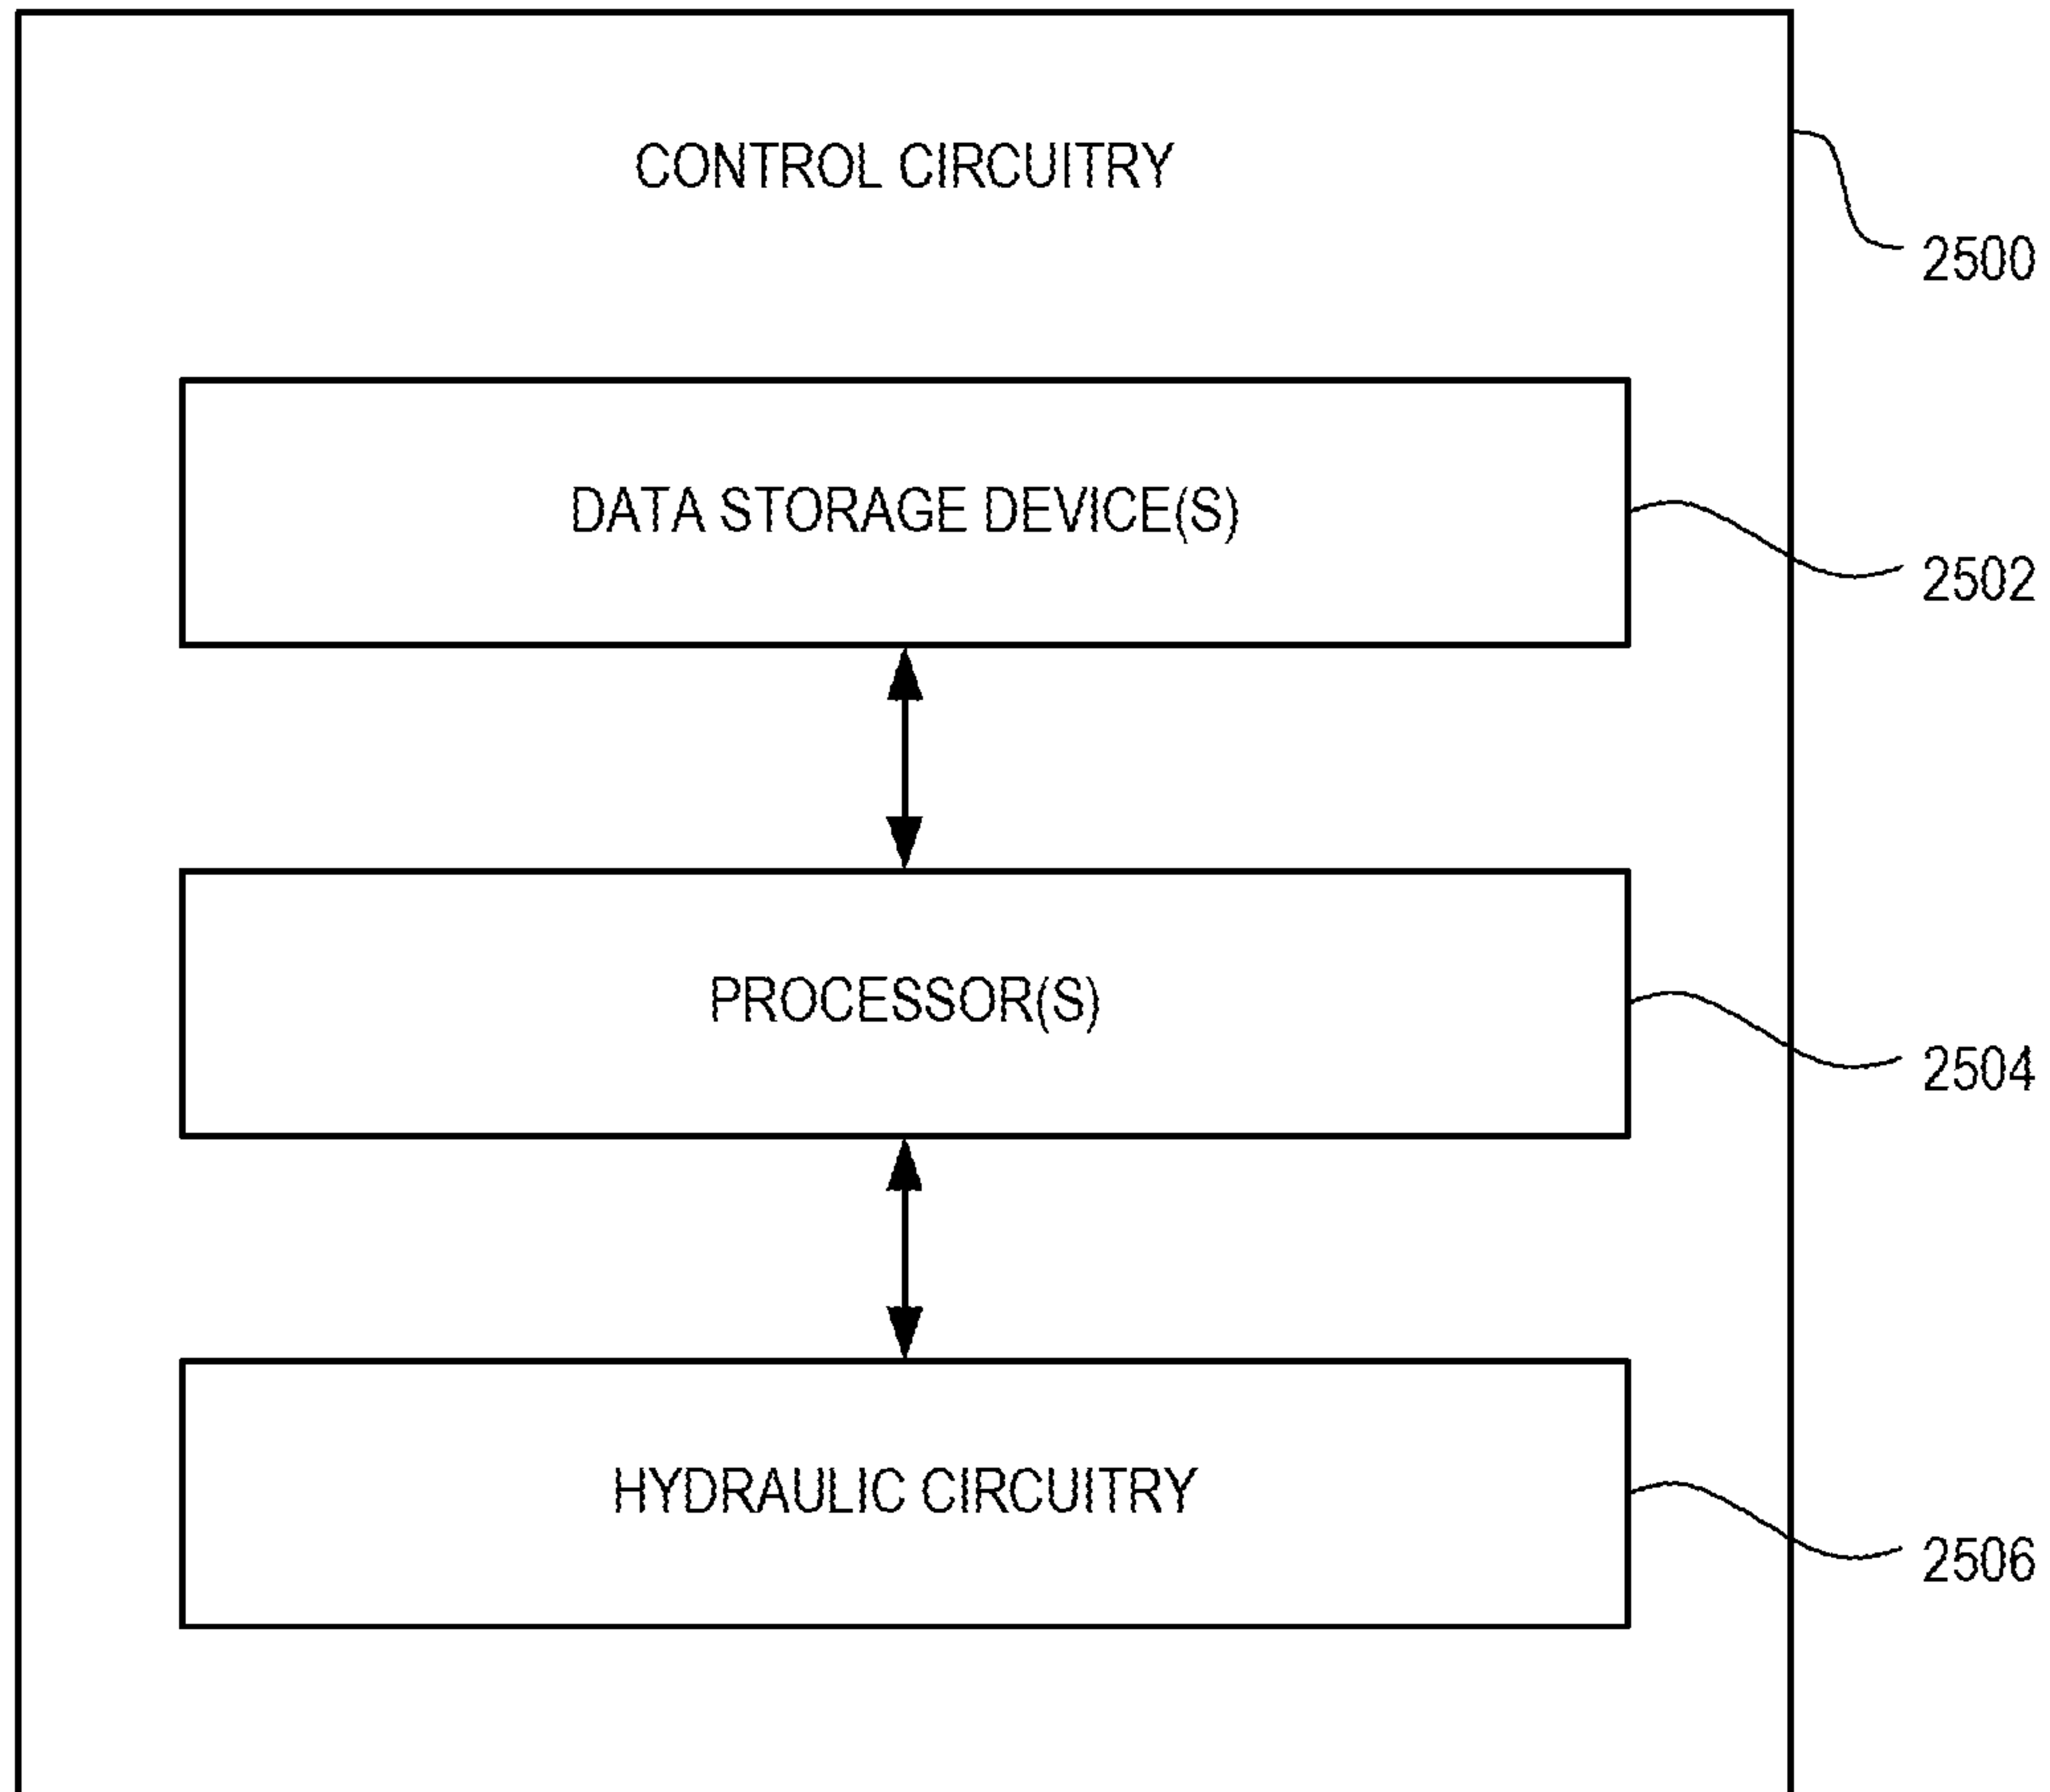 CONTROL CIRCUITRY
2500
DATA STORAGE DEVICE(S)
2502
PROCESSOR(S)
2504
HYDRAULIC CIRCUITRY
2506